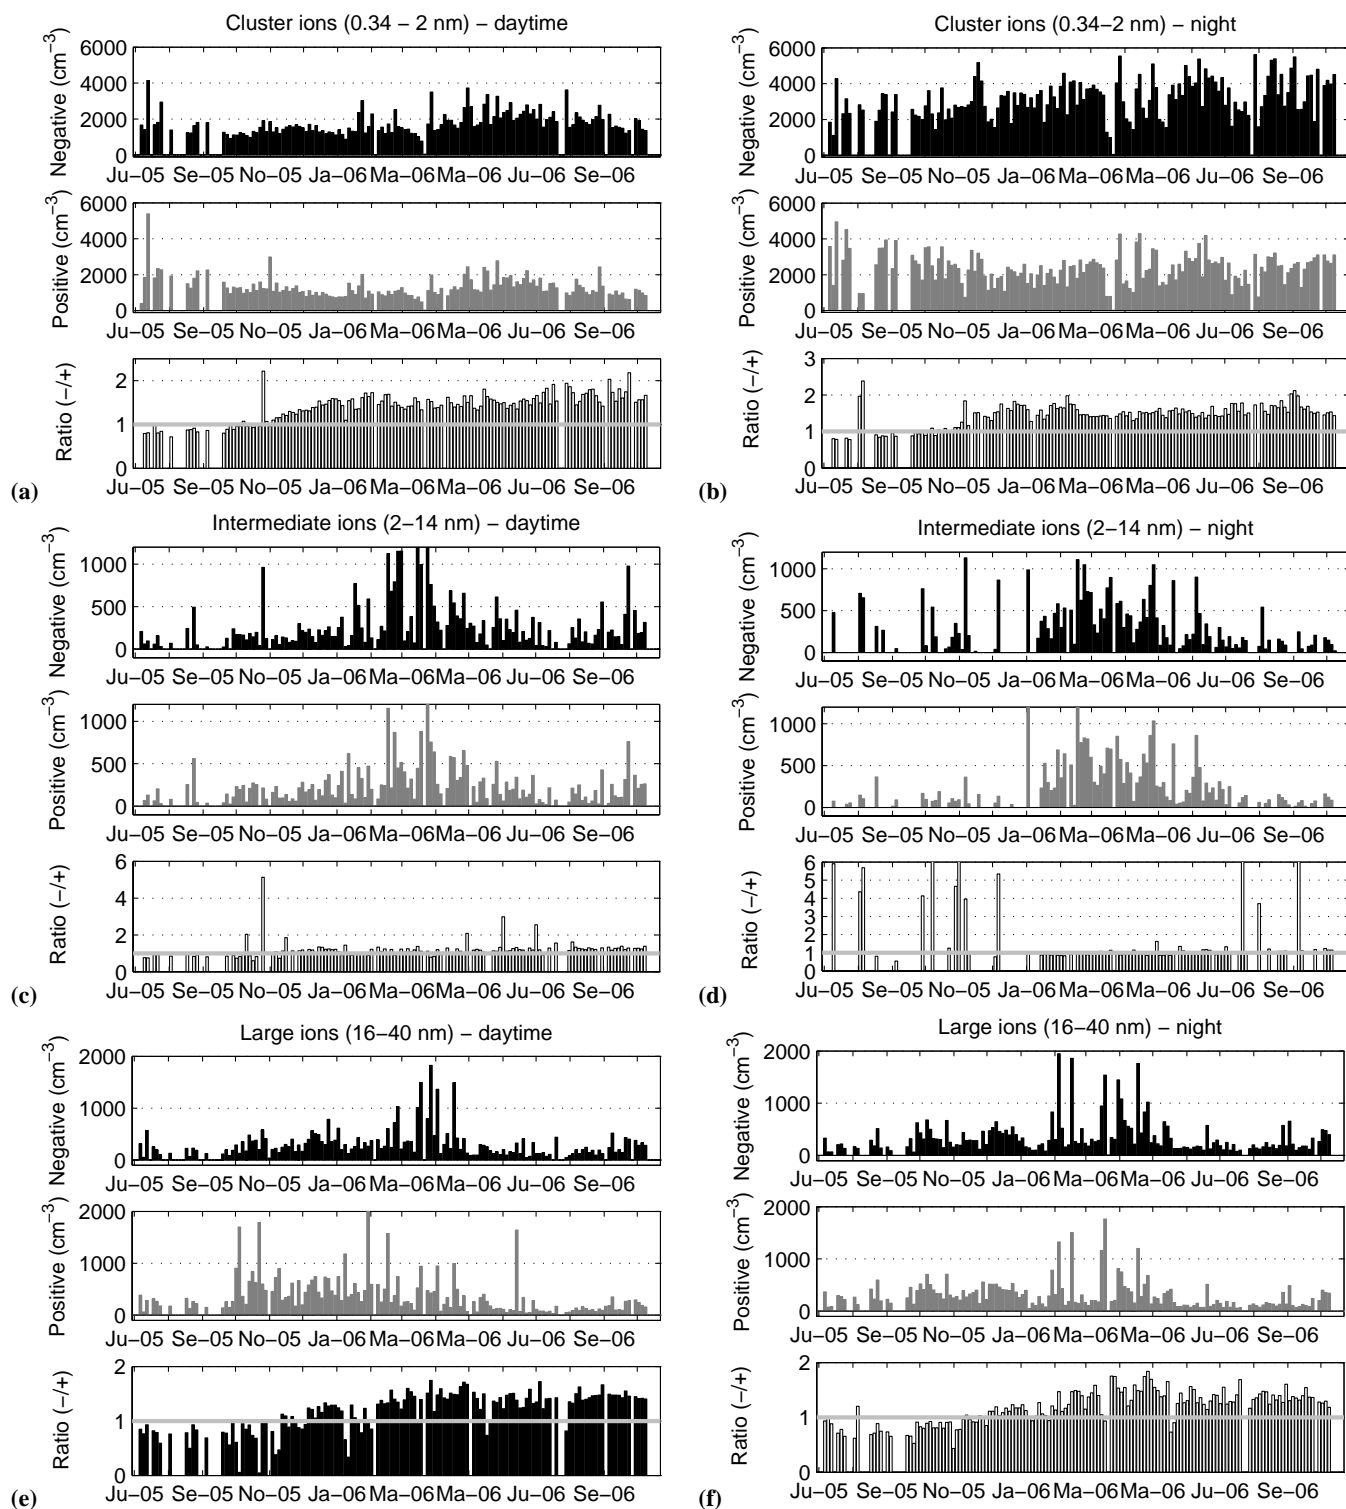 Cluster ions (0.34 − 2 nm) − daytime
Negative (cm−3)
6000
4000
2000
0
Ju−05 Se−05 No−05 Ja−06 Ma−06 Ma−06 Ju−06 Se−06
Positive (cm−3)
6000
4000
2000
0
Ju−05 Se−05 No−05 Ja−06 Ma−06 Ma−06 Ju−06 Se−06
Ratio (−/+)
2
1
0
Ju−05 Se−05 No−05 Ja−06 Ma−06 Ma−06 Ju−06 Se−06
(a)
Cluster ions (0.34−2 nm) − night
Negative (cm−3)
6000
4000
2000
0
Ju−05 Se−05 No−05 Ja−06 Ma−06 Ma−06 Ju−06 Se−06
Positive (cm−3)
6000
4000
2000
0
Ju−05 Se−05 No−05 Ja−06 Ma−06 Ma−06 Ju−06 Se−06
Ratio (−/+)
3
2
1
0
Ju−05 Se−05 No−05 Ja−06 Ma−06 Ma−06 Ju−06 Se−06
(b)
Intermediate ions (2−14 nm) − daytime
Negative (cm−3)
1000
500
0
Ju−05 Se−05 No−05 Ja−06 Ma−06 Ma−06 Ju−06 Se−06
Positive (cm−3)
1000
500
0
Ju−05 Se−05 No−05 Ja−06 Ma−06 Ma−06 Ju−06 Se−06
Ratio (−/+)
6
4
2
1
0
Ju−05 Se−05 No−05 Ja−06 Ma−06 Ma−06 Ju−06 Se−06
(c)
Intermediate ions (2−14 nm) − night
Negative (cm−3)
1000
500
0
Ju−05 Se−05 No−05 Ja−06 Ma−06 Ma−06 Ju−06 Se−06
Positive (cm−3)
1000
500
0
Ju−05 Se−05 No−05 Ja−06 Ma−06 Ma−06 Ju−06 Se−06
Ratio (−/+)
6
5
4
3
2
1
0
Ju−05 Se−05 No−05 Ja−06 Ma−06 Ma−06 Ju−06 Se−06
(d)
Large ions (16−40 nm) − daytime
Negative (cm−3)
2000
1000
0
Ju−05 Se−05 No−05 Ja−06 Ma−06 Ma−06 Ju−06 Se−06
Positive (cm−3)
2000
1000
0
Ju−05 Se−05 No−05 Ja−06 Ma−06 Ma−06 Ju−06 Se−06
Ratio (−/+)
2
1
0
Ju−05 Se−05 No−05 Ja−06 Ma−06 Ma−06 Ju−06 Se−06
(e)
Large ions (16−40 nm) − night
Negative (cm−3)
2000
1000
0
Ju−05 Se−05 No−05 Ja−06 Ma−06 Ma−06 Ju−06 Se−06
Positive (cm−3)
2000
1000
0
Ju−05 Se−05 No−05 Ja−06 Ma−06 Ma−06 Ju−06 Se−06
Ratio (−/+)
2
1
0
Ju−05 Se−05 No−05 Ja−06 Ma−06 Ma−06 Ju−06 Se−06
(f)